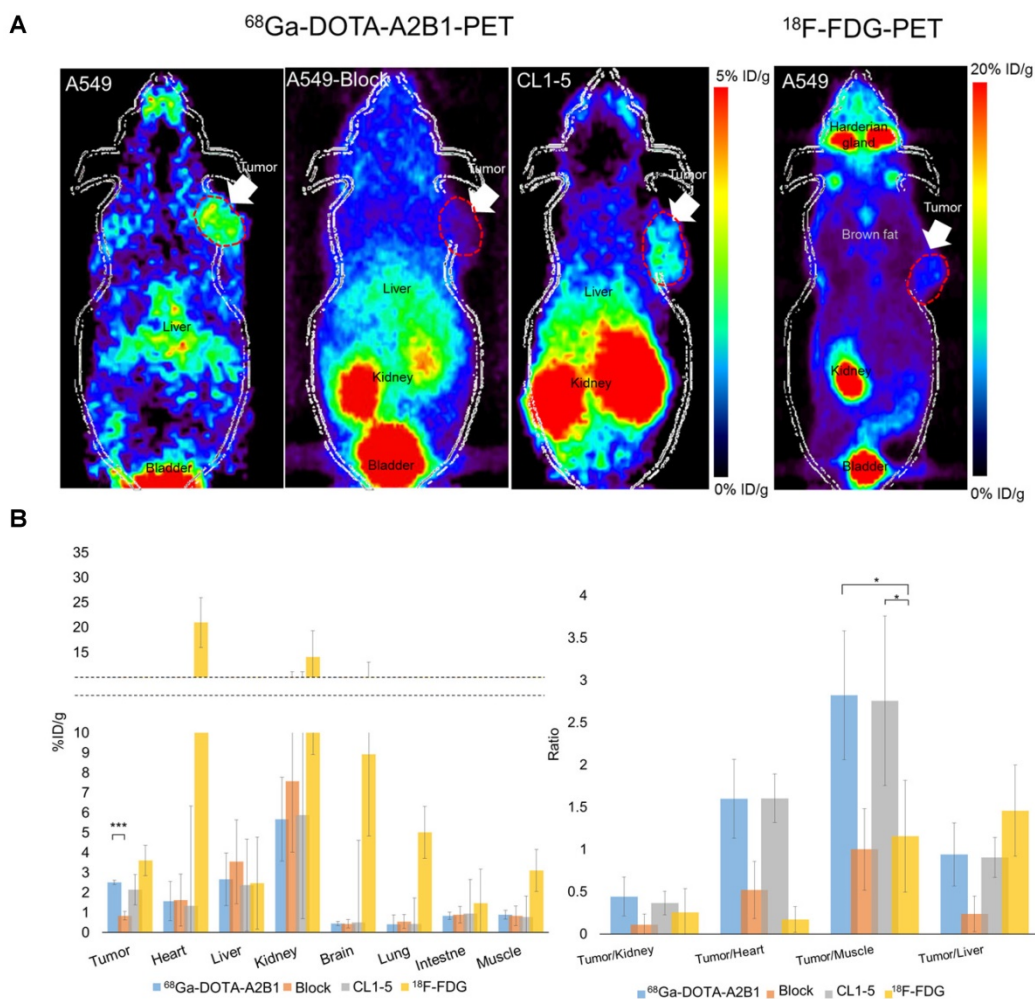 A
⁶⁸Ga-DOTA-A2B1-PET
¹⁸F-FDG-PET
A549
A549-Block
CL1-5
5% ID/g
A549
20% ID/g
Harderian
gland
Tumor
Tumor
Tumor
Tumor
Brown fat
Liver
Liver
Liver
Kidney
Kidney
Kidney
Bladder
Bladder
Bladder
0% ID/g
0% ID/g
B
35
30
25
20
15
10
9
8
7
6
5
4
3
2
1
0
%ID/g
***
Tumor
Heart
Liver
Kidney
Brain
Lung
Intestne
Muscle
⁶⁸Ga-DOTA-A2B1
Block
CL1-5
¹⁸F-FDG
4
3.5
3
2.5
2
1.5
1
0.5
0
Ratio
*
*
Tumor/Kidney
Tumor/Heart
Tumor/Muscle
Tumor/Liver
⁶⁸Ga-DOTA-A2B1
Block
CL1-5
¹⁸F-FDG